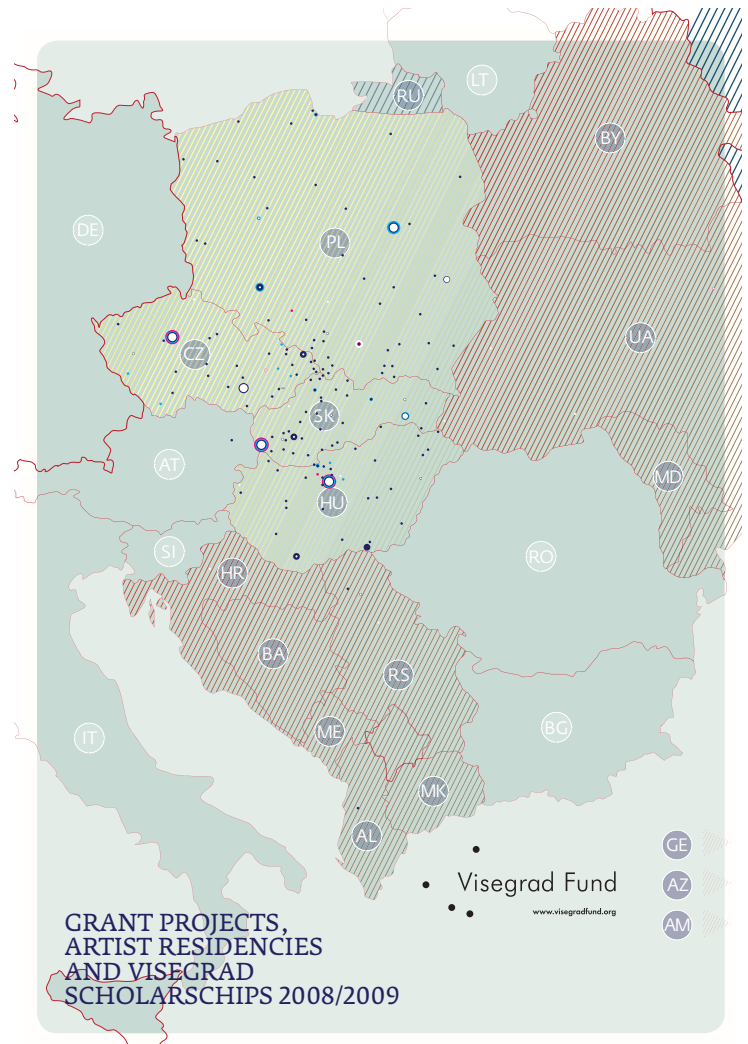 LT
RU
BY
DE
PL
UA
CZ
SK
AT
MD
HU
SI
RO
HR
BA
RS
ME
BG
IT
MK
AL
GE
Visegrad Fund
AZ
www.visegradfund.org
AM
GRANT PROJECTS,
ARTIST RESIDENCIES
AND VISEGRAD
SCHOLARSCHIPS 2008/2009